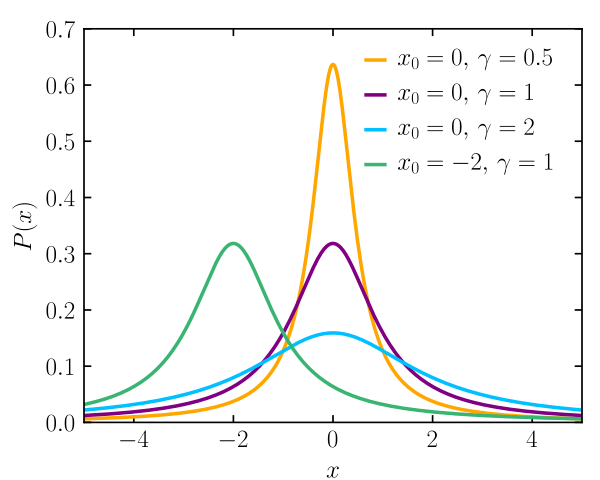 0.7
x₀ = 0, γ = 0.5
0.6
x₀ = 0, γ = 1
0.5
x₀ = 0, γ = 2
x₀ = −2, γ = 1
0.4
P(x)
0.3
0.2
0.1
0.0
−4 −2 0 2 4
x